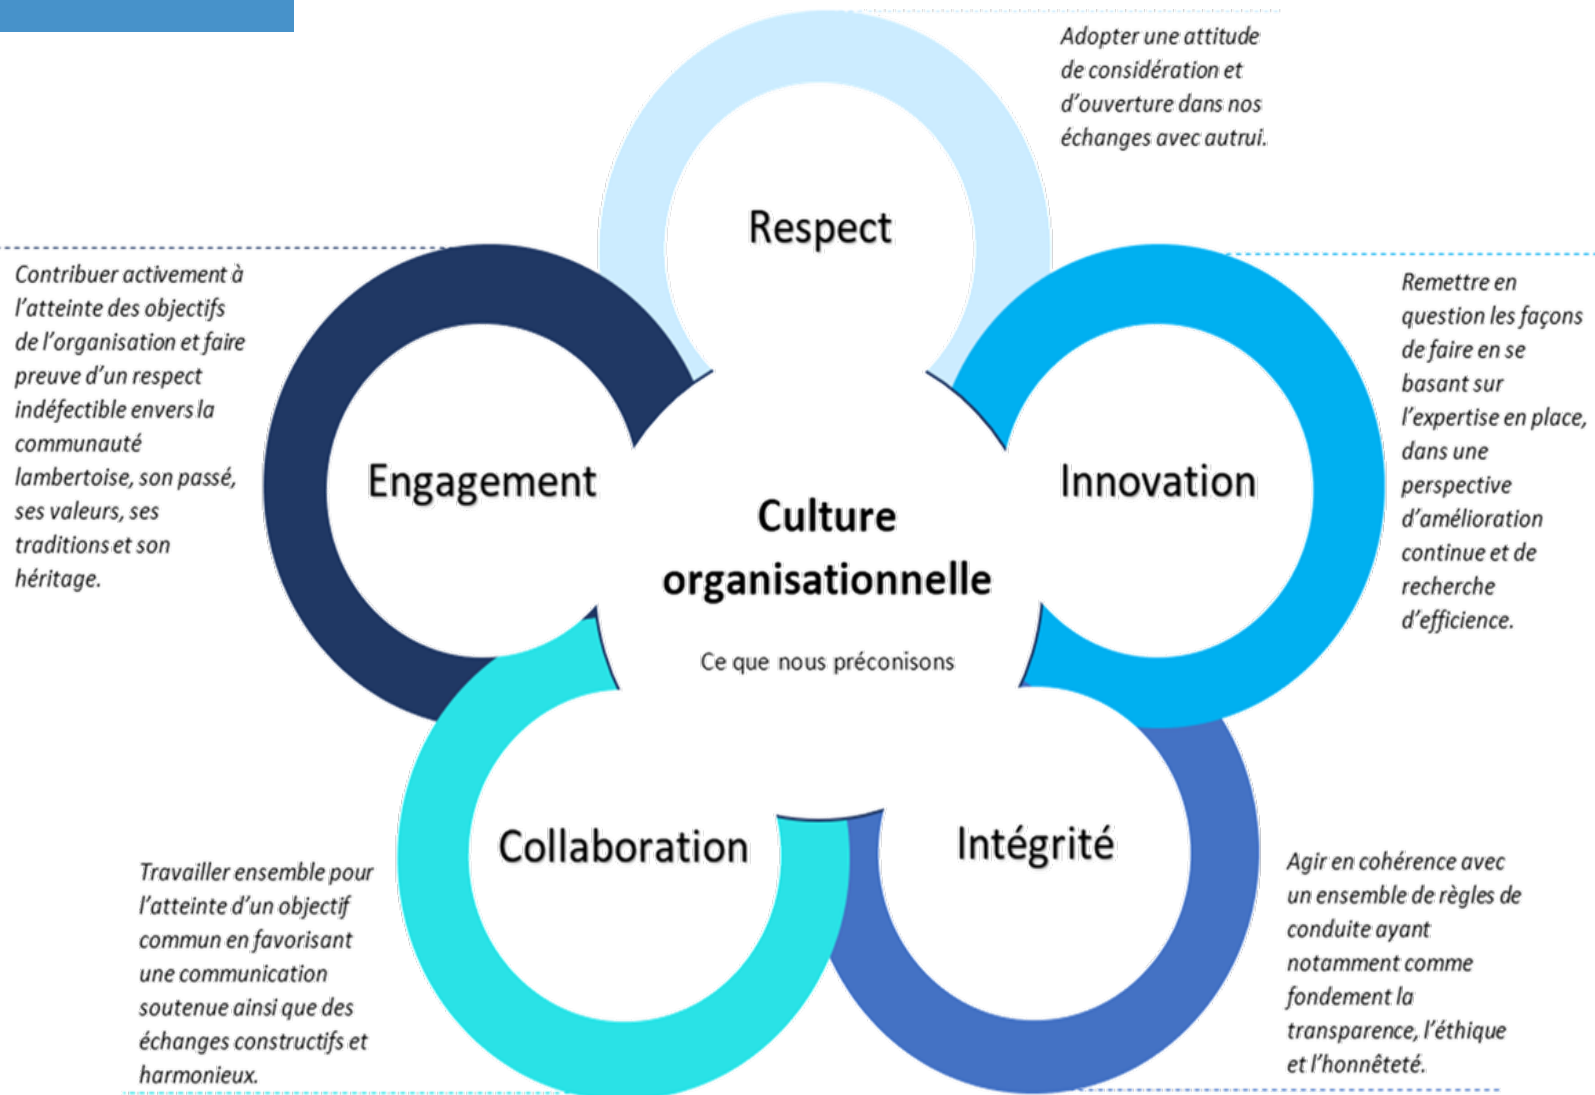 Adopter une attitude
de considération et
d'ouverture dans nos
échanges avec autrui.
Respect
Contribuer activement à
l'atteinte des objectifs
de l'organisation et faire
preuve d'un respect
indéfectible envers la
communauté
lambertoise, son passé,
ses valeurs, ses
traditions et son
héritage.
Engagement
Culture
organisationnelle
Ce que nous préconisons
Innovation
Remettre en
question les façons
de faire en se
basant sur
l'expertise en place,
dans une
perspective
d'amélioration
continue et de
recherche
d'efficience.
Travailler ensemble pour
l'atteinte d'un objectif
commun en favorisant
une communication
soutenue ainsi que des
échanges constructifs et
harmonieux.
Collaboration
Intégrité
Agir en cohérence avec
un ensemble de règles de
conduite ayant
notamment comme
fondement la
transparence, l'éthique
et l'honnêteté.